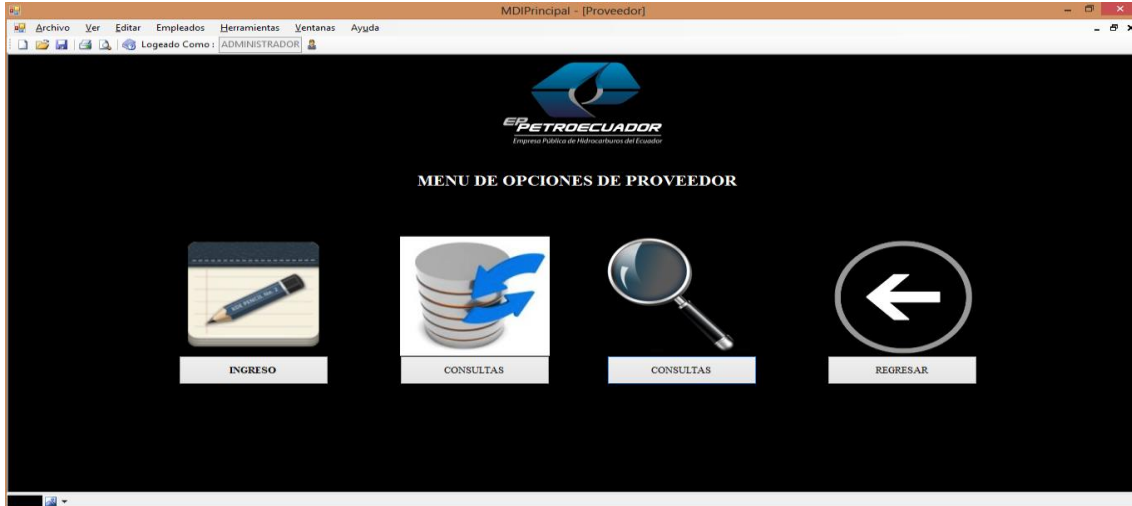 MDIPrincipal - [Proveedor]
Archivo Ver Editar Empleados Herramientas Ventanas Ayuda
Logeado Como : ADMINISTRADOR
EP PETROECUADOR
Empresa Pública de Hidrocarburos del Ecuador
MENU DE OPCIONES DE PROVEEDOR
INGRESO CONSULTAS CONSULTAS REGRESAR